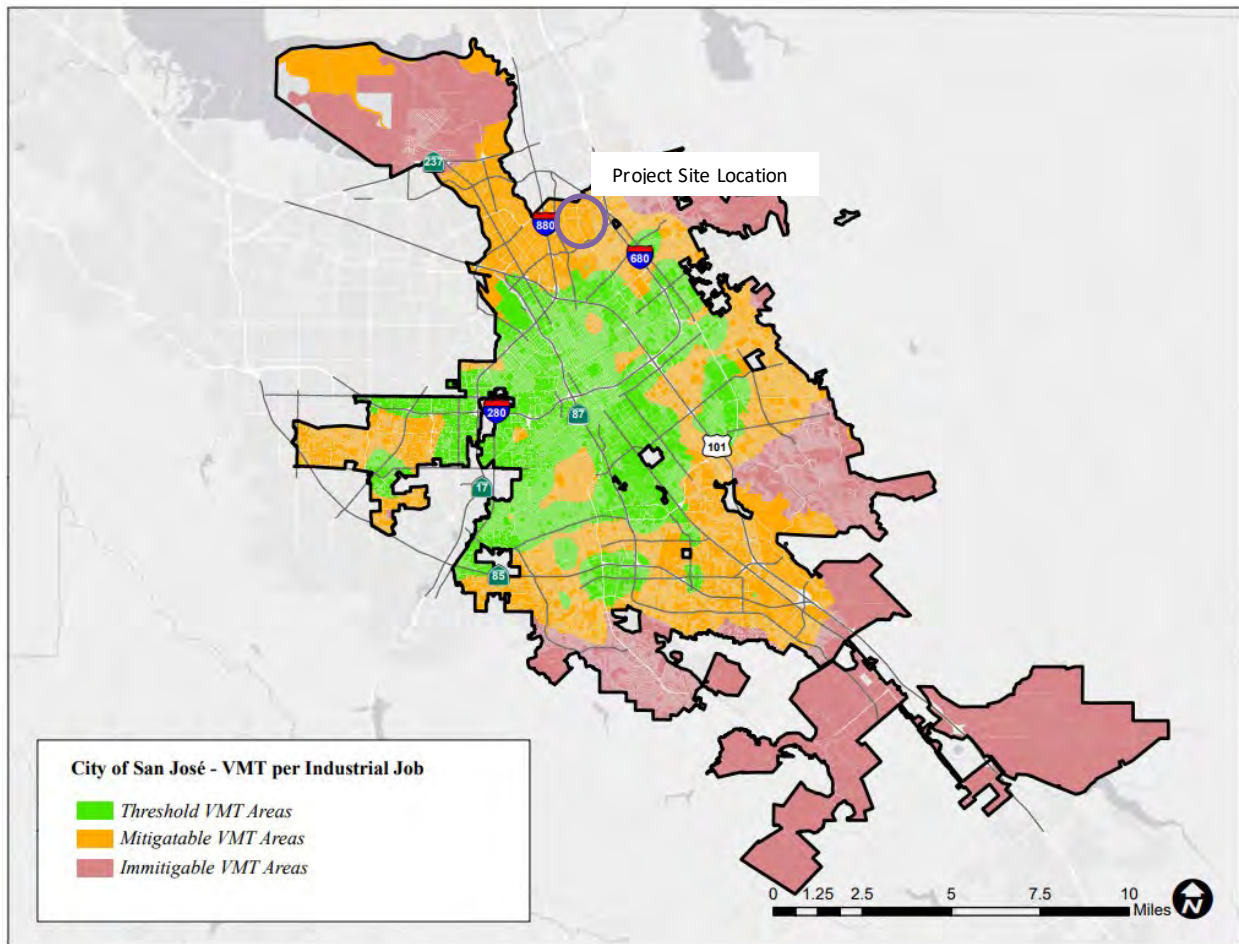 237
Project Site Location
880
680
280
87
101
17
85
City of San José - VMT per Industrial Job
Threshold VMT Areas
Mitigatable VMT Areas
Immitigable VMT Areas
0 1.25 2.5 5 7.5 10
Miles
N